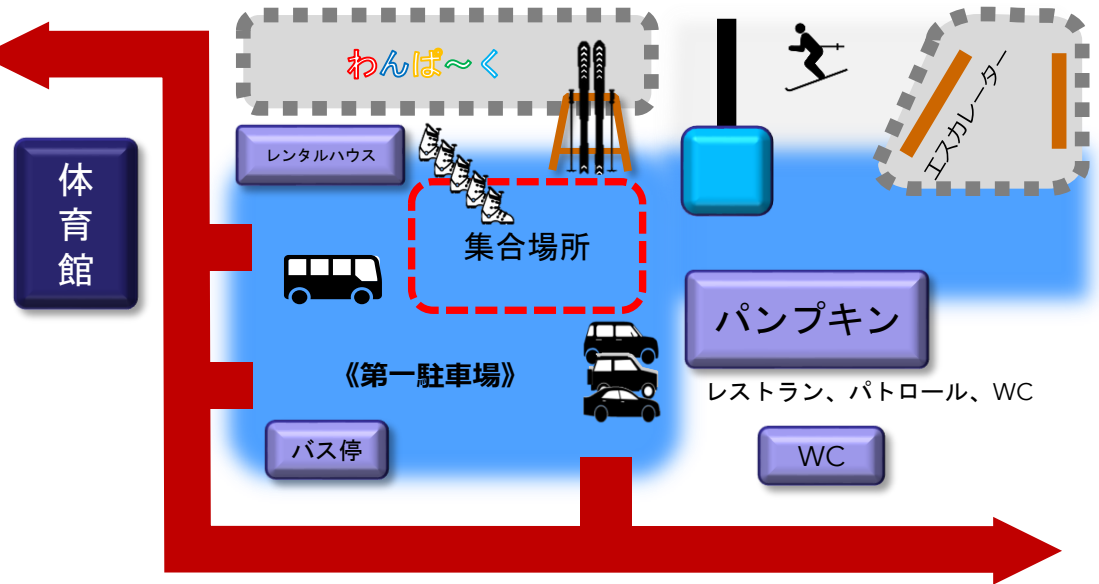 わんぱ～く
エスカレーター
レンタルハウス
体育館
集合場所
パンプキン
《第一駐車場》
レストラン、パトロール、WC
バス停
WC